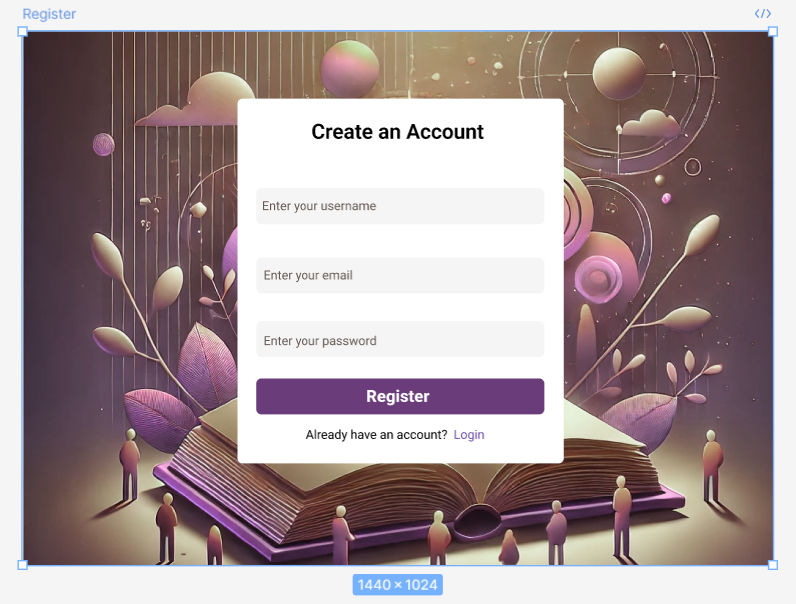 Register
</>
Create an Account
Enter your username
Enter your email
Enter your password
Register
Already have an account? Login
1440 × 1024